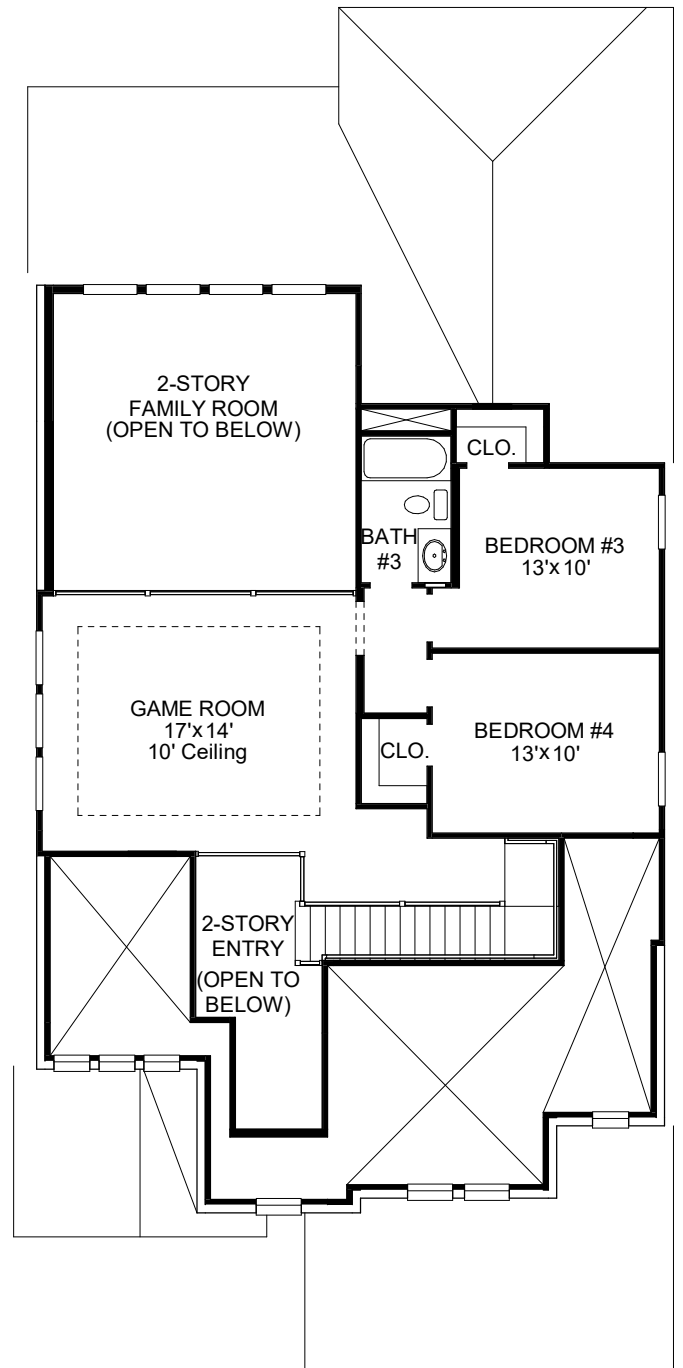 2-STORY
FAMILY ROOM
(OPEN TO BELOW)
CLO.
BATH
#3
BEDROOM #3
13'x 10'
GAME ROOM
17'x 14'
10' Ceiling
BEDROOM #4
13'x 10'
CLO.
2-STORY
ENTRY
(OPEN TO
BELOW)